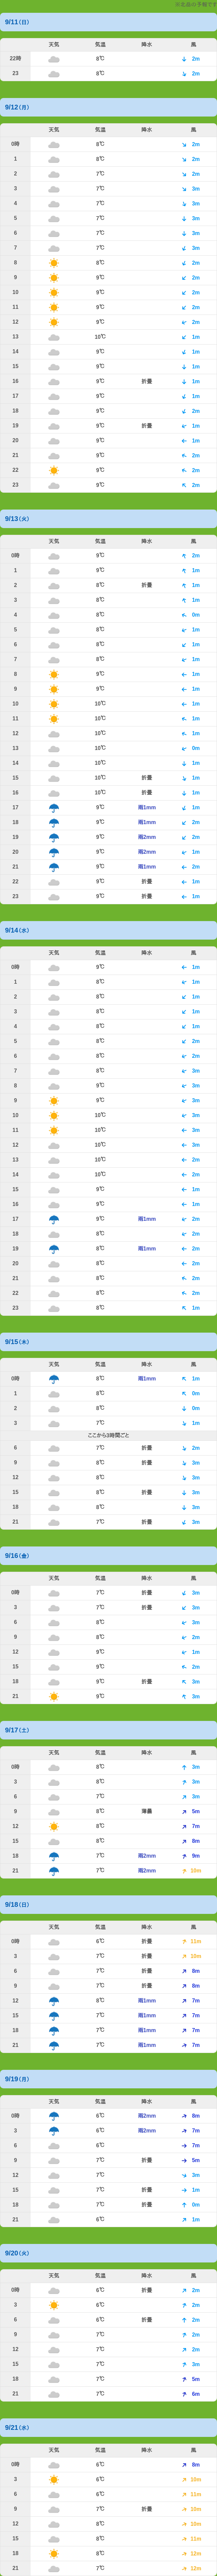 9/11(日)
天気 気温 降水 風
22時 8℃ 2m
23 8℃ 2m
9/12(月)
天気 気温 降水 風
0時 8℃ 2m
1 8℃ 2m
2 7℃ 2m
3 7℃ 3m
4 7℃ 3m
5 7℃ 3m
6 7℃ 3m
7 7℃ 3m
8 8℃ 2m
9 9℃ 2m
10 9℃ 2m
11 9℃ 2m
12 9℃ 2m
13 10℃ 1m
14 9℃ 1m
15 9℃ 1m
16 9℃ 折畳 1m
17 9℃ 1m
18 9℃ 2m
19 9℃ 折畳 1m
20 9℃ 1m
21 9℃ 2m
22 9℃ 2m
23 9℃ 2m
9/13(火)
天気 気温 降水 風
0時 9℃ 2m
1 9℃ 1m
2 8℃ 折畳 1m
3 8℃ 1m
4 8℃ 0m
5 8℃ 1m
6 8℃ 1m
7 8℃ 1m
8 9℃ 1m
9 9℃ 1m
10 10℃ 1m
11 10℃ 1m
12 10℃ 1m
13 10℃ 0m
14 10℃ 1m
15 10℃ 折畳 1m
16 10℃ 折畳 1m
17 9℃ 雨1mm 1m
18 9℃ 雨1mm 2m
19 9℃ 雨2mm 2m
20 9℃ 雨2mm 1m
21 9℃ 雨1mm 2m
22 9℃ 折畳 1m
23 9℃ 折畳 1m
9/14(水)
天気 気温 降水 風
0時 9℃ 1m
1 8℃ 1m
2 8℃ 1m
3 8℃ 1m
4 8℃ 1m
5 8℃ 2m
6 8℃ 2m
7 8℃ 3m
8 9℃ 3m
9 9℃ 3m
10 10℃ 3m
11 10℃ 3m
12 10℃ 3m
13 10℃ 2m
14 10℃ 2m
15 9℃ 1m
16 9℃ 1m
17 9℃ 雨1mm 2m
18 8℃ 2m
19 8℃ 雨1mm 2m
20 8℃ 2m
21 8℃ 2m
22 8℃ 2m
23 8℃ 1m
9/15(木)
天気 気温 降水 風
0時 8℃ 雨1mm 1m
1 8℃ 0m
2 8℃ 0m
3 7℃ 1m
ここから3時間ごと
6 7℃ 折畳 2m
9 8℃ 折畳 3m
12 8℃ 3m
15 8℃ 折畳 3m
18 8℃ 3m
21 7℃ 折畳 3m
9/16(金)
天気 気温 降水 風
0時 7℃ 折畳 3m
3 7℃ 折畳 3m
6 8℃ 3m
9 8℃ 2m
12 9℃ 1m
15 9℃ 2m
18 9℃ 折畳 3m
21 9℃ 3m
9/17(土)
天気 気温 降水 風
0時 8℃ 3m
3 8℃ 3m
6 7℃ 3m
9 8℃ 薄曇 5m
12 8℃ 7m
15 8℃ 8m
18 8℃ 雨2mm 9m
21 7℃ 雨2mm 10m
9/18(日)
天気 気温 降水 風
0時 6℃ 折畳 11m
3 7℃ 折畳 10m
6 7℃ 折畳 8m
9 7℃ 折畳 8m
12 8℃ 雨1mm 7m
15 7℃ 雨1mm 7m
18 7℃ 雨1mm 7m
21 7℃ 雨1mm 7m
9/19(月)
天気 気温 降水 風
0時 6℃ 雨2mm 8m
3 6℃ 雨2mm 7m
6 6℃ 7m
9 7℃ 折畳 5m
12 7℃ 3m
15 7℃ 折畳 1m
18 7℃ 折畳 0m
21 6℃ 1m
9/20(火)
天気 気温 降水 風
0時 6℃ 折畳 2m
3 6℃ 2m
6 6℃ 折畳 2m
9 7℃ 2m
12 7℃ 2m
15 7℃ 3m
18 7℃ 5m
21 7℃ 6m
9/21(水)
天気 気温 降水 風
0時 6℃ 8m
3 6℃ 10m
6 6℃ 11m
9 7℃ 折畳 10m
12 8℃ 10m
15 8℃ 11m
18 8℃ 12m
21 7℃ 12m